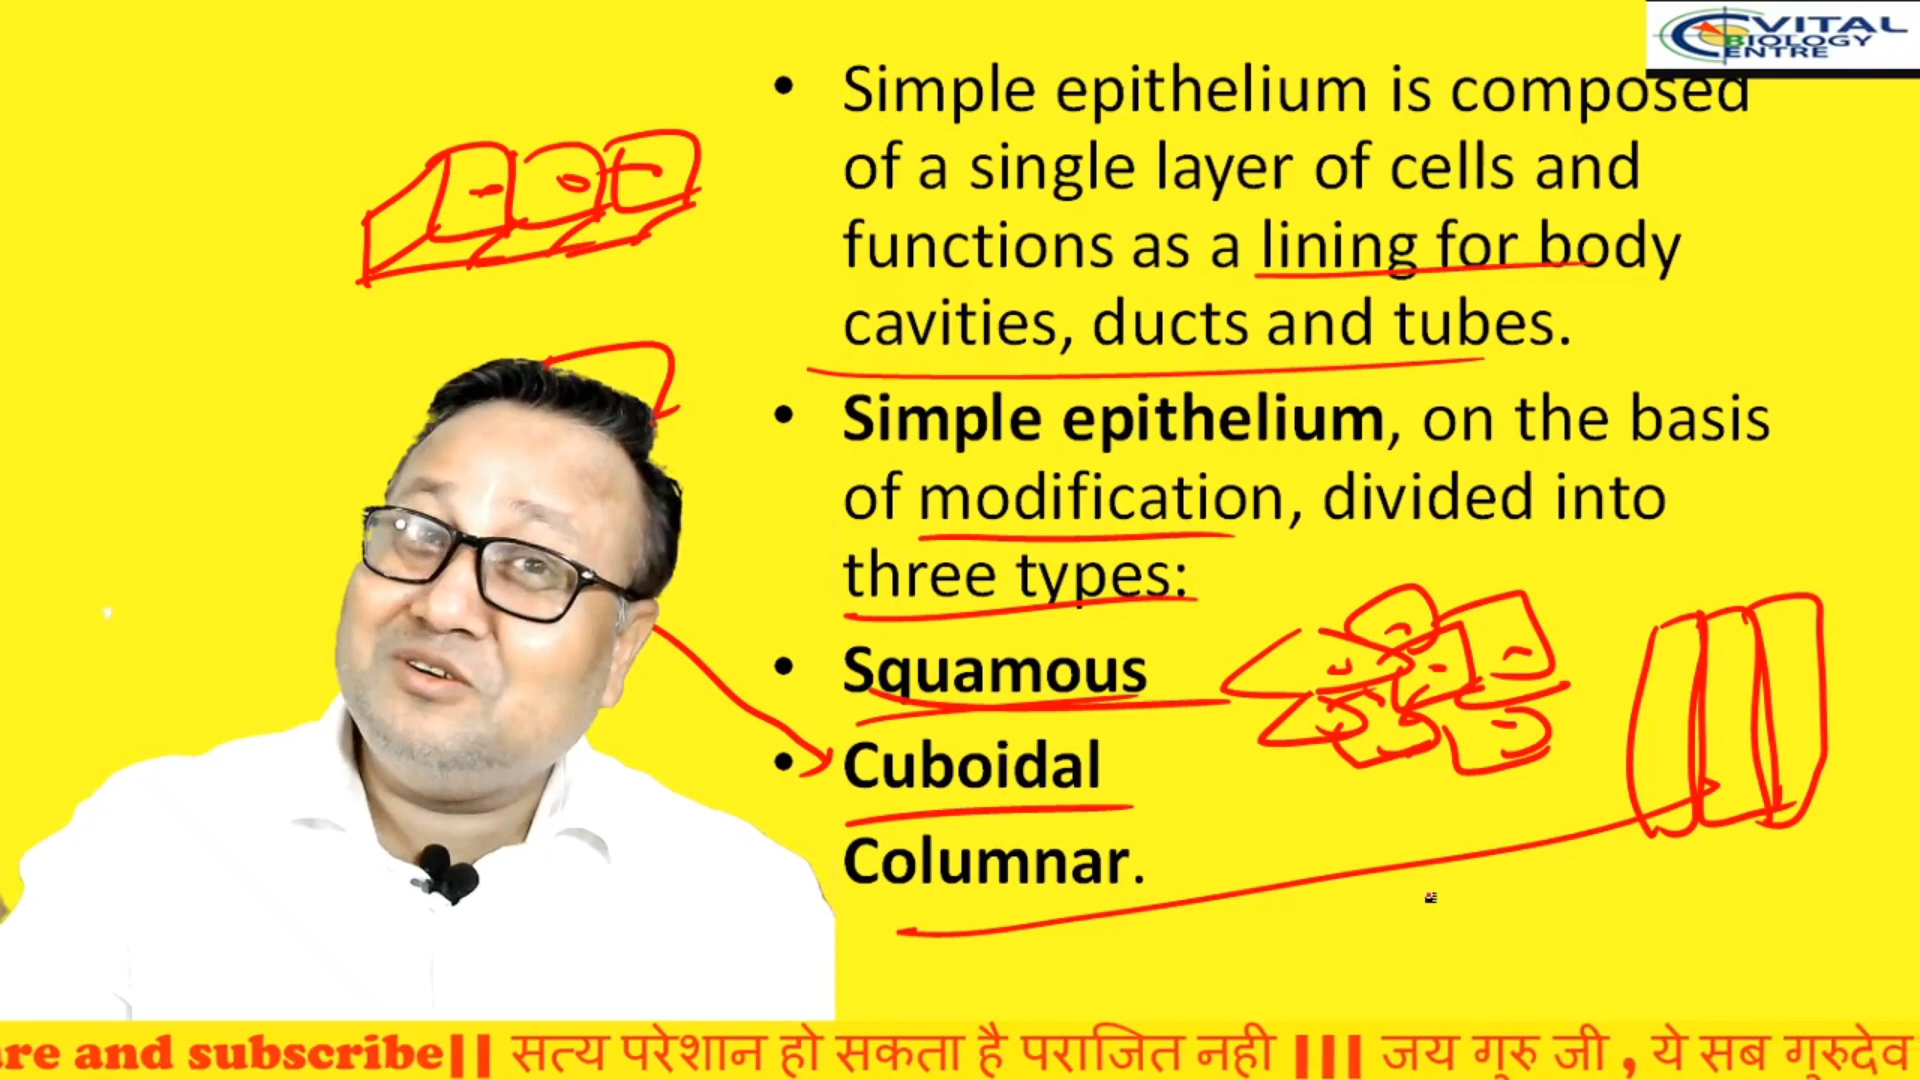 VITAL
BIOLOGY
CENTRE
• Simple epithelium is composed
of a single layer of cells and
functions as a lining for body
cavities, ducts and tubes.
• Simple epithelium, on the basis
of modification, divided into
three types:
• Squamous
• Cuboidal
Columnar.
re and subscribe|| सत्य परेशान हो सकता है पराजित नही ||| जय गुरु जी , ये सब गुरुदेव